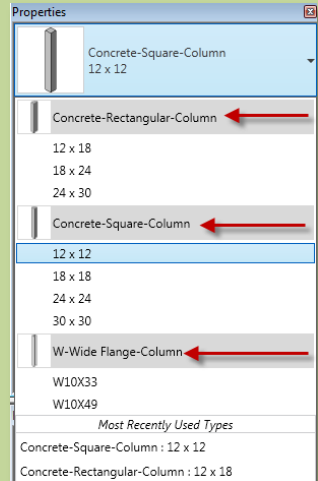 Properties
Concrete-Square-Column
12 x 12
Concrete-Rectangular-Column
12 x 18
18 x 24
24 x 30
Concrete-Square-Column
12 x 12
18 x 18
24 x 24
30 x 30
W-Wide Flange-Column
W10X33
W10X49
Most Recently Used Types
Concrete-Square-Column : 12 x 12
Concrete-Rectangular-Column : 12 x 18